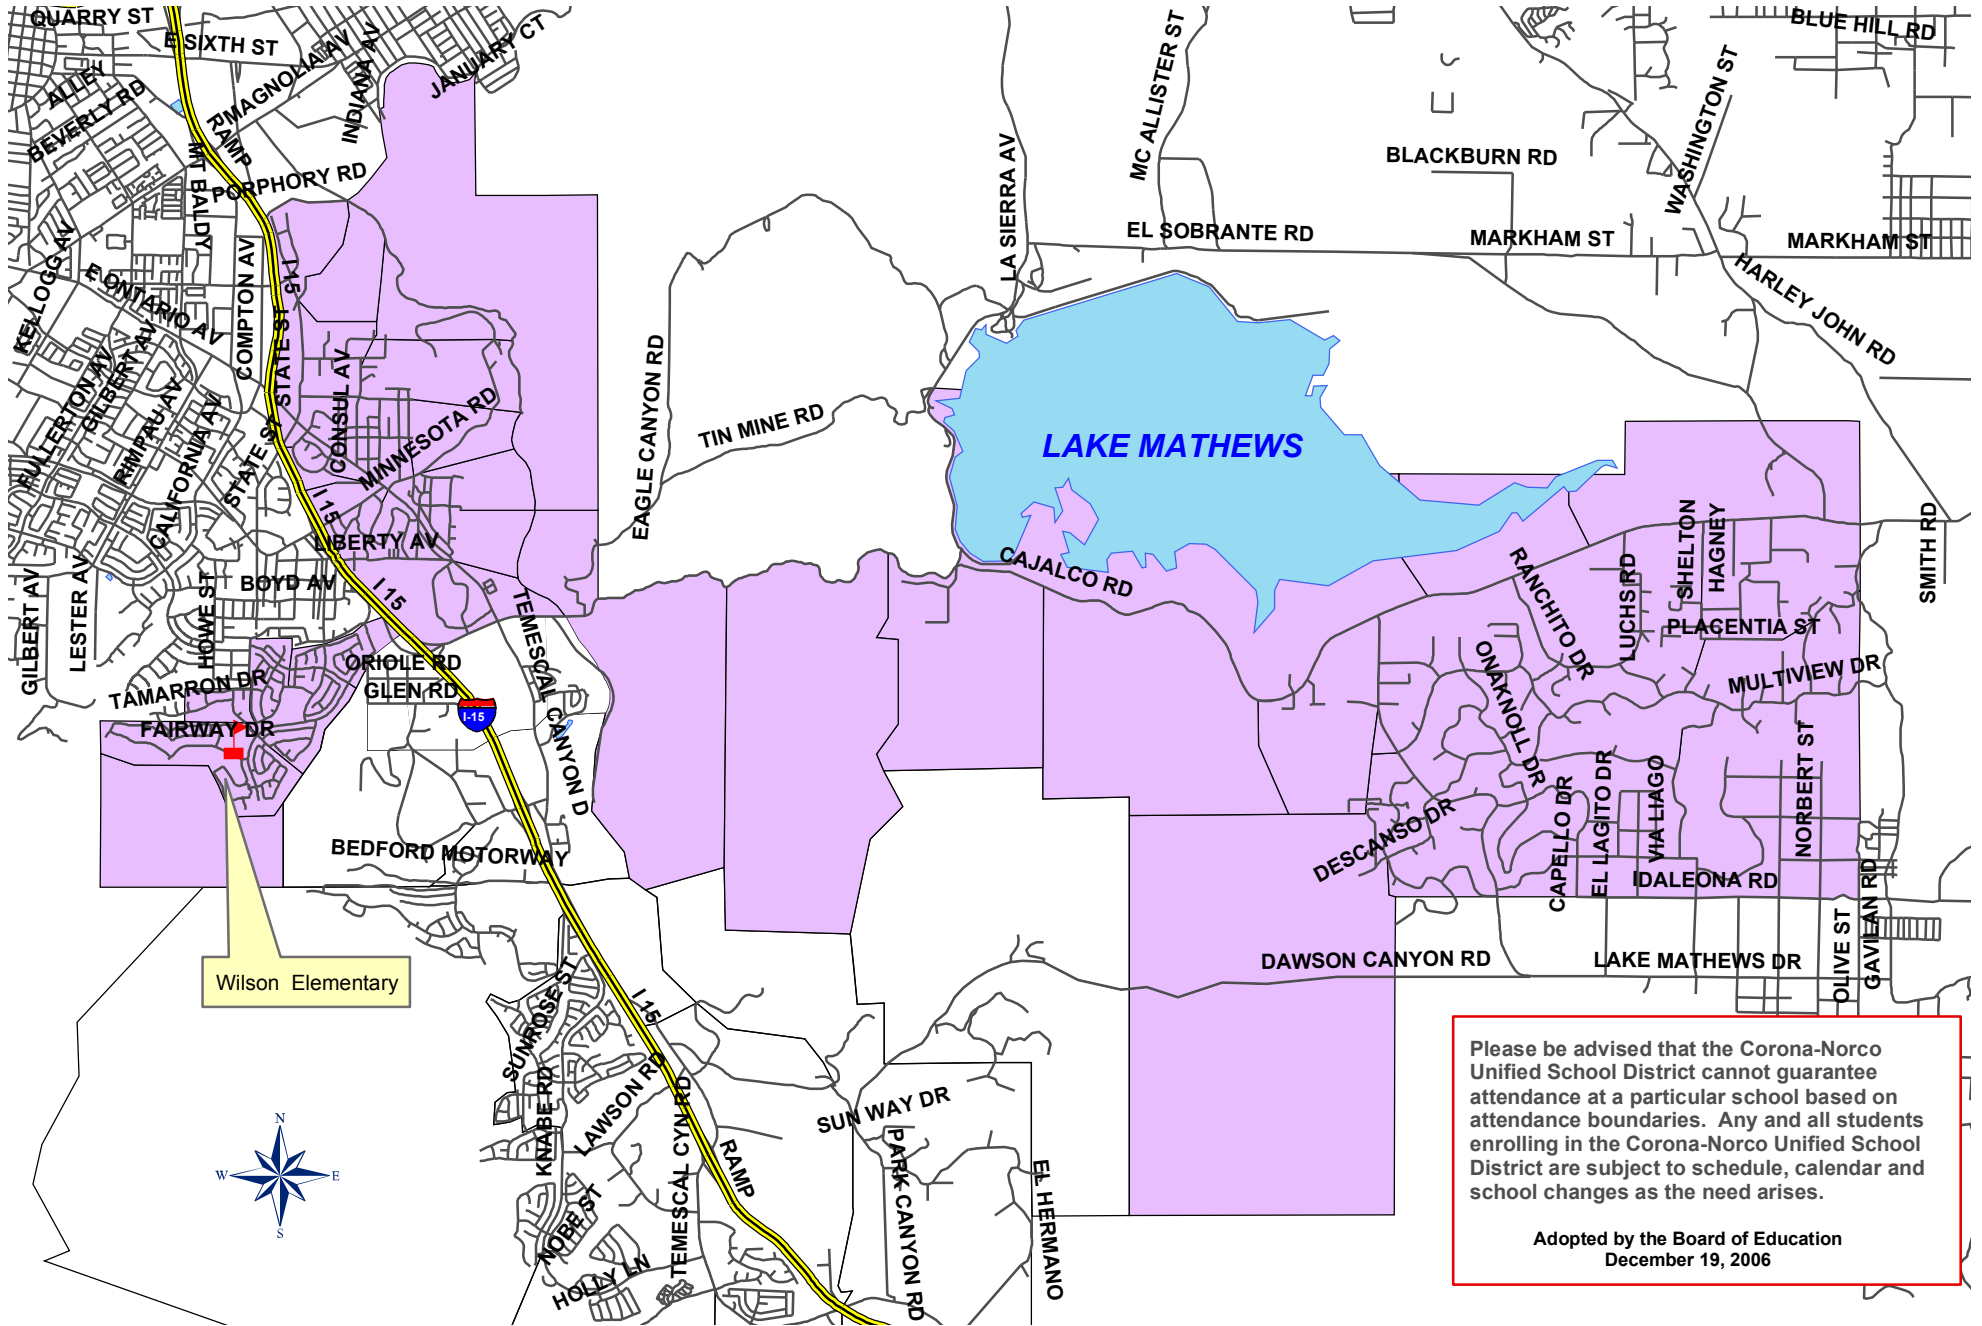 QUARRY ST
E SIXTH ST
ALLEY
BEVERLY RD
MAGNOLIA AV
RAMP
INDIANA AV
JANUARY CT
MT BALDY
PORPHORY RD
KELLOGG AV
E ONTARIO AV
COMPTON AV
I 15
STATE ST
FULLERTON AV
GILBERT AV
RIMPAU AV
CALIFORNIA AV
STATE ST
CONSUL AV
MINNESOTA RD
I 15
LIBERTY AV
BOYD AV
I 15
GILBERT AV
LESTER AV
HOWE ST
TAMARRON DR
FAIRWAY DR
ORIOLE RD
GLEN RD
I-15
TEMESCAL CANYON D
BEDFORD MOTORWAY
Wilson Elementary
EAGLE CANYON RD
TIN MINE RD
LA SIERRA AV
MC ALLISTER ST
EL SOBRANTE RD
BLACKBURN RD
WASHINGTON ST
BLUE HILL RD
MARKHAM ST
MARKHAM ST
HARLEY JOHN RD
LAKE MATHEWS
CAJALCO RD
RANCHITO DR
LUCHS RD
SHELTON
HAGNEY
SMITH RD
PLACENTIA ST
MULTIVIEW DR
ONAKNOLL DR
DESCANSO DR
CAPELLO DR
EL LAGITO DR
VIA LIAGO
NORBERT ST
IDALEONA RD
OLIVE ST
GAVILAN RD
DAWSON CANYON RD
LAKE MATHEWS DR
SUNROSE ST
I 15
KNABE RD
LAWSON RD
TEMESCAL CYN RD
RAMP
NOBE ST
HOLLY LN
SUN WAY DR
PARK CANYON RD
EL HERMANO
N
W
E
S
Please be advised that the Corona-Norco
Unified School District cannot guarantee
attendance at a particular school based on
attendance boundaries. Any and all students
enrolling in the Corona-Norco Unified School
District are subject to schedule, calendar and
school changes as the need arises.
Adopted by the Board of Education
December 19, 2006